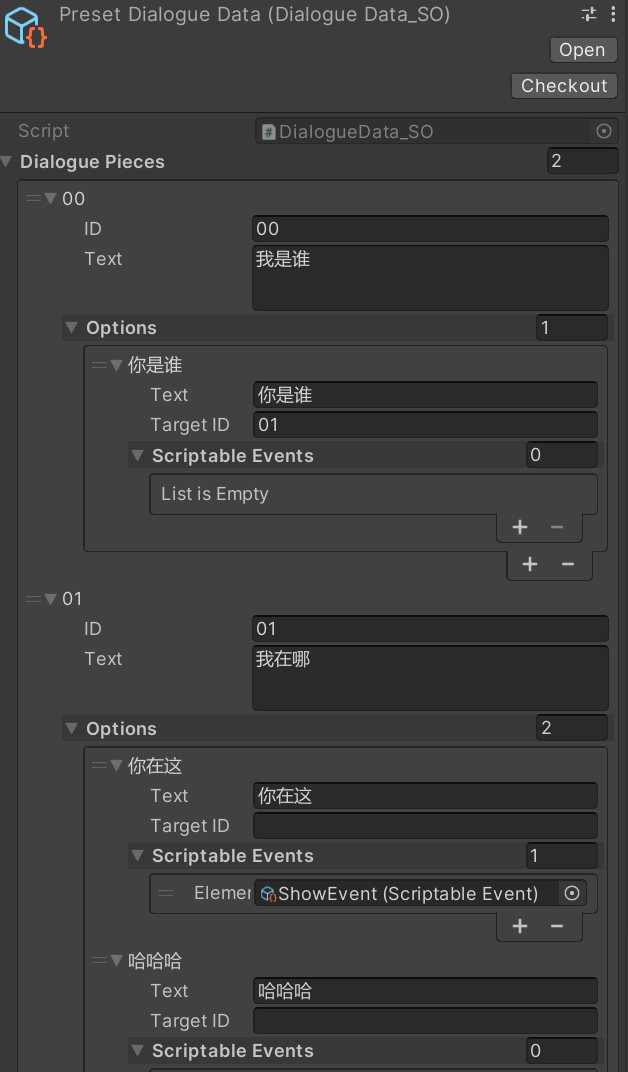 Preset Dialogue Data (Dialogue Data_SO)
Open
Checkout
Script DialogueData_SO
Dialogue Pieces 2
00
ID 00
Text 我是谁
Options 1
你是谁
Text 你是谁
Target ID 01
Scriptable Events 0
List is Empty
+ −
+ −
01
ID 01
Text 我在哪
Options 2
你在这
Text 你在这
Target ID
Scriptable Events 1
Elemer ShowEvent (Scriptable Event)
+ −
哈哈哈
Text 哈哈哈
Target ID
Scriptable Events 0